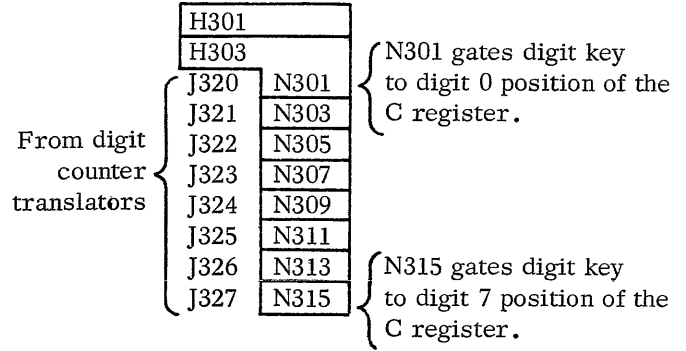 H301
H303
J320 N301
J321 N303
J322 N305
J323 N307
J324 N309
J325 N311
J326 N313
J327 N315
From digit
counter
translators
N301 gates digit key
to digit 0 position of the
C register.
N315 gates digit key
to digit 7 position of the
C register.